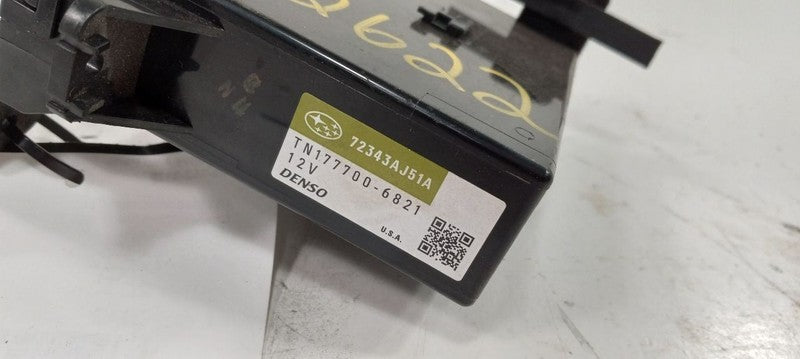 2622
72343AJ51A
TN177700-6821
12V
DENSO
U.S.A.